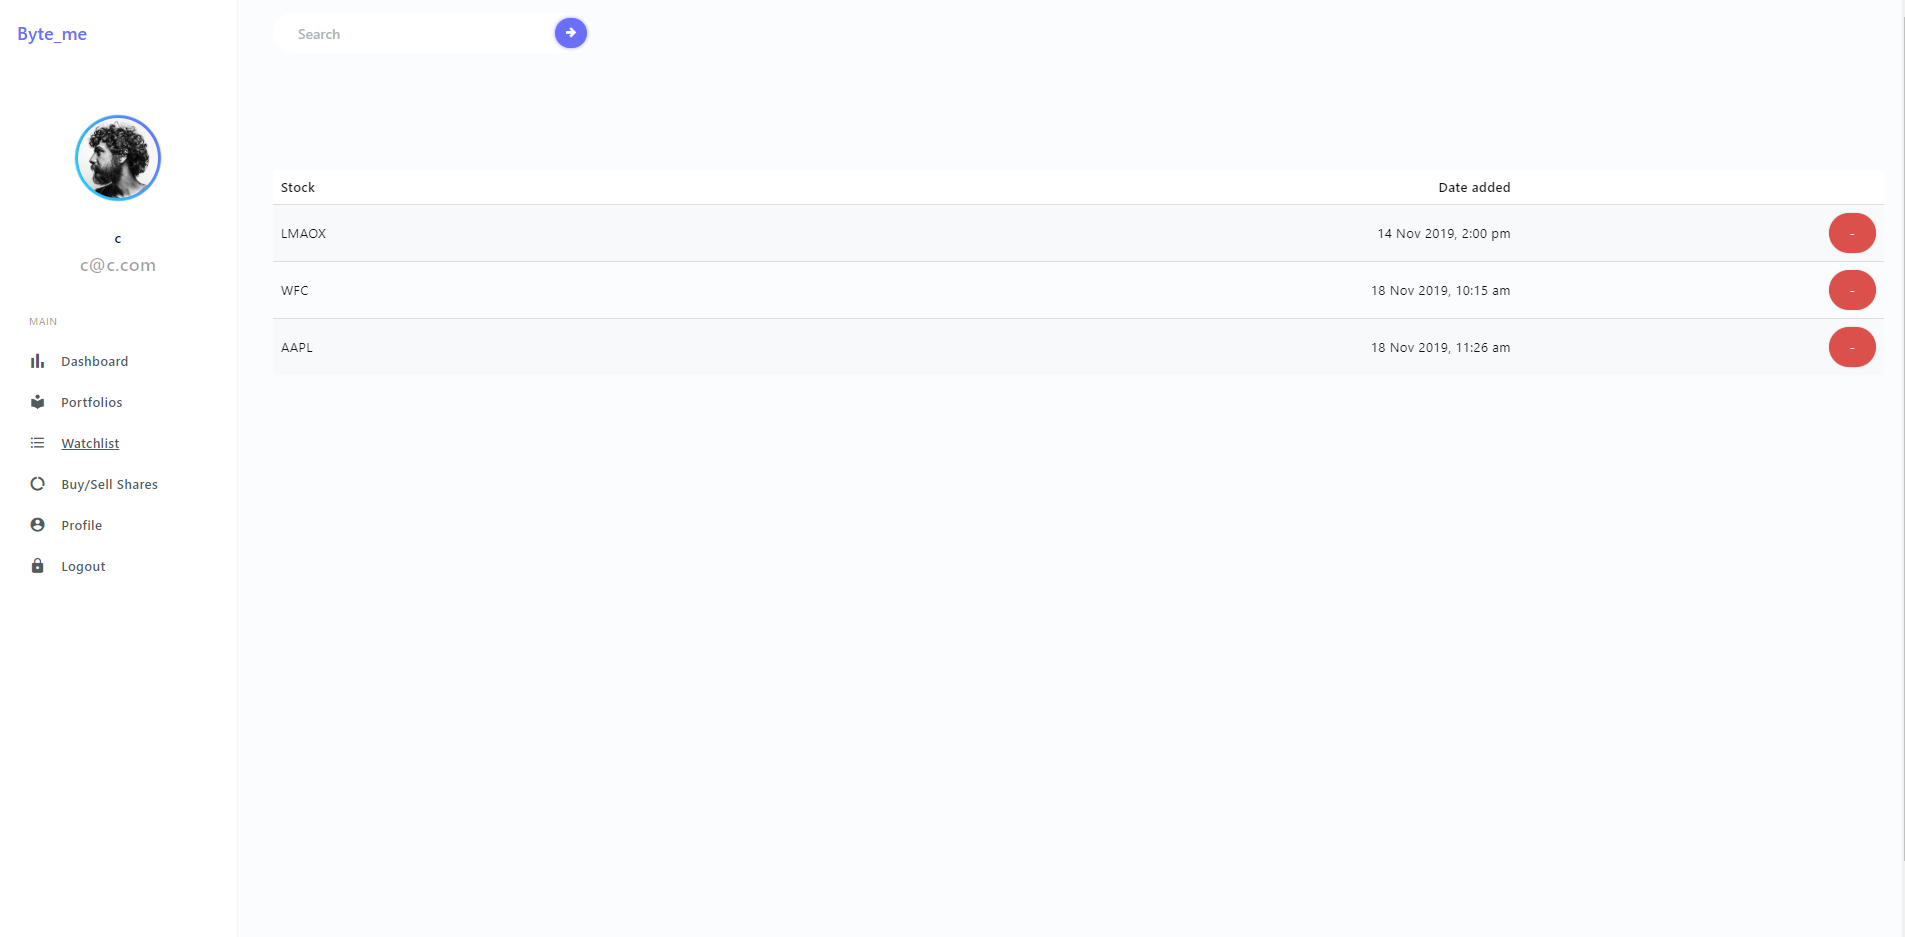 Byte_me
Search
c
c@c.com
MAIN
Dashboard
Portfolios
Watchlist
Buy/Sell Shares
Profile
Logout
Stock Date added
LMAOX 14 Nov 2019, 2:00 pm -
WFC 18 Nov 2019, 10:15 am -
AAPL 18 Nov 2019, 11:26 am -